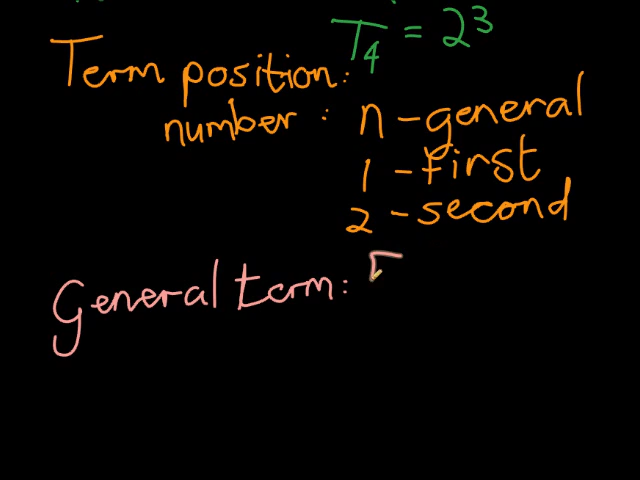 T₄ = 2³
Term position:
number : n - general
1 - first
2 - second
General term: